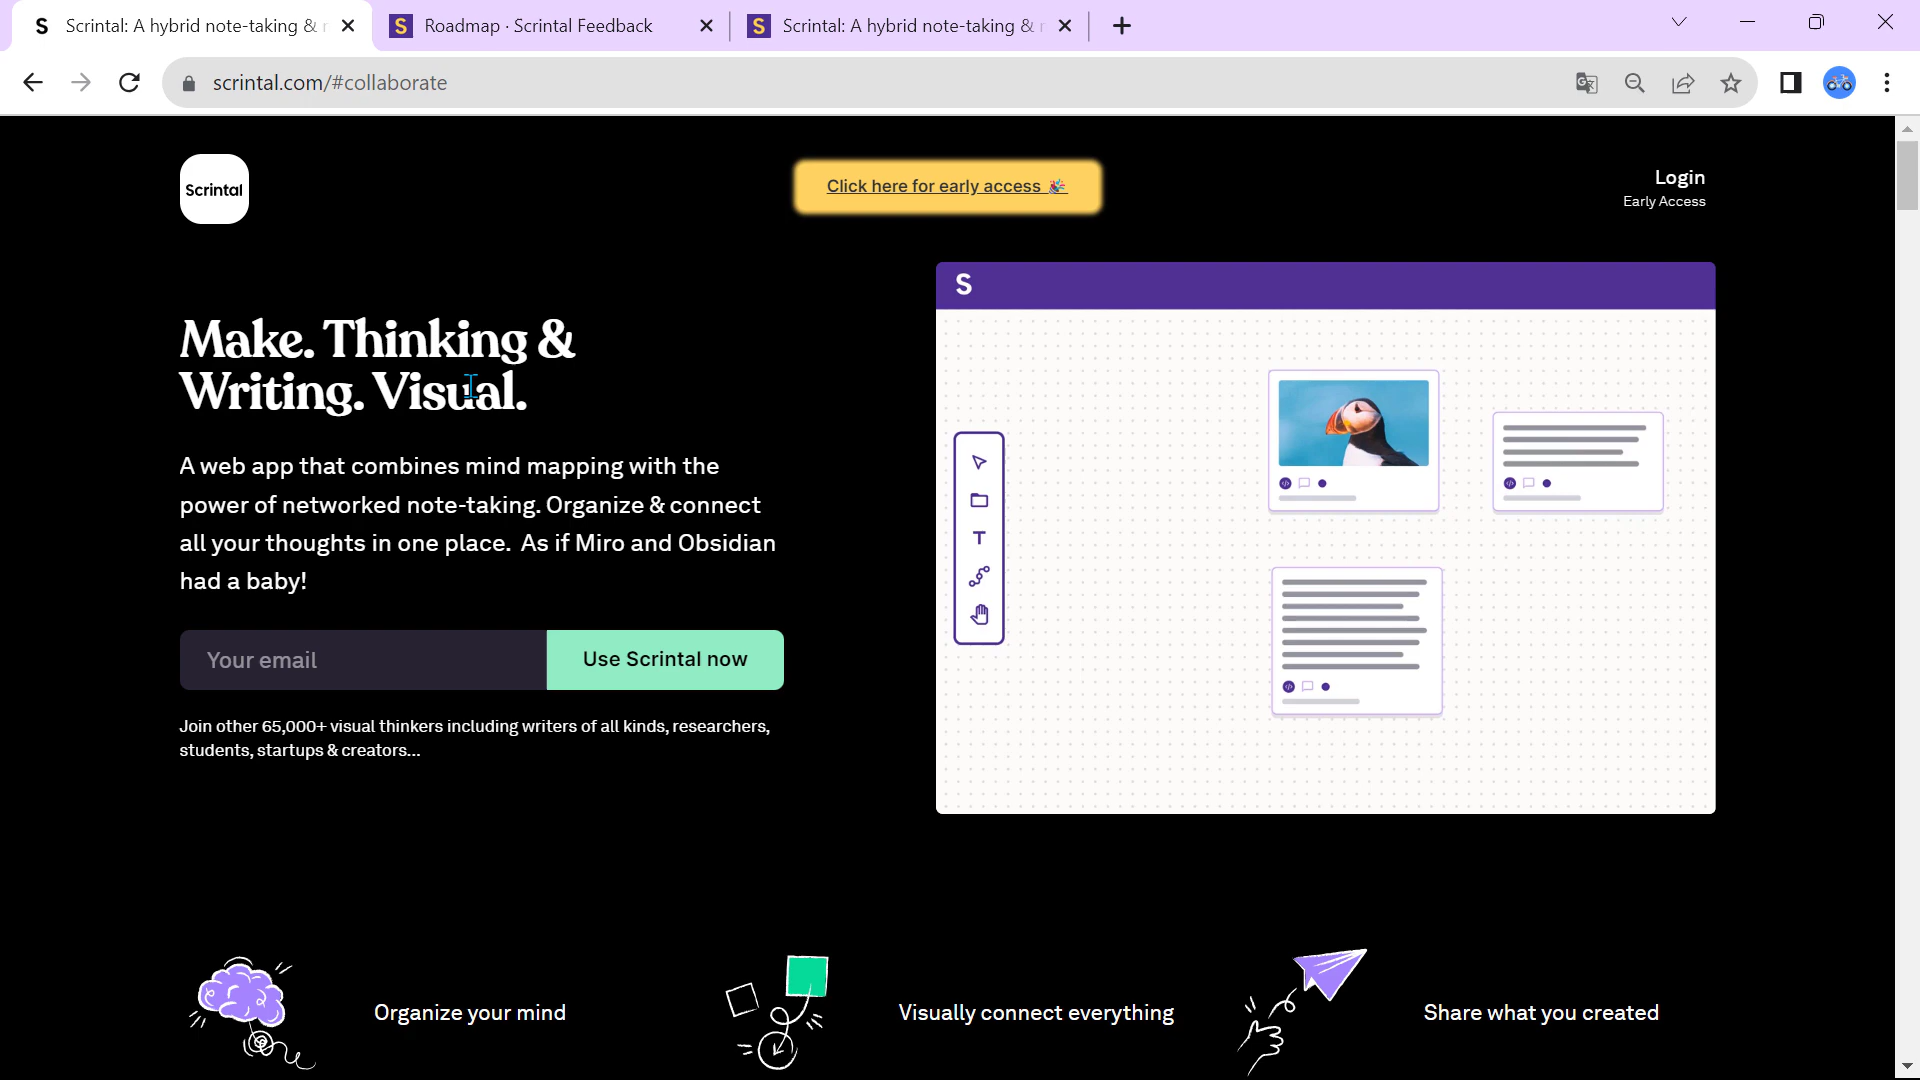 Scrintal: A hybrid note-taking &
Roadmap · Scrintal Feedback
Scrintal: A hybrid note-taking &
scrintal.com/#collaborate
Scrintal
Click here for early access 🎉
Login
Early Access
S
Make. Thinking &
Writing. Visual.
A web app that combines mind mapping with the
power of networked note-taking. Organize & connect
all your thoughts in one place. As if Miro and Obsidian
had a baby!
Your email
Use Scrintal now
Join other 65,000+ visual thinkers including writers of all kinds, researchers,
students, startups & creators...
T
Organize your mind
Visually connect everything
Share what you created